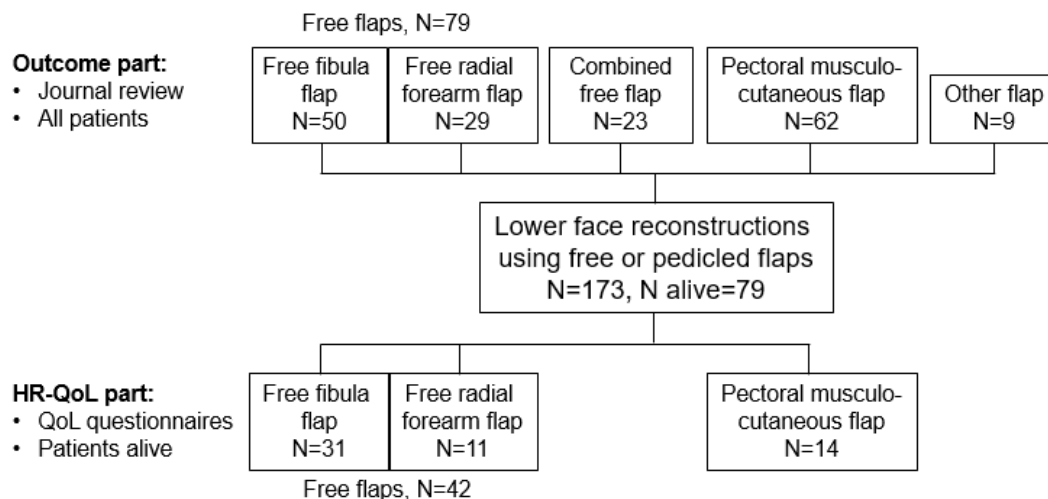 Free flaps, N=79
Outcome part:
• Journal review
• All patients
Free fibula
flap
N=50
Free radial
forearm flap
N=29
Combined
free flap
N=23
Pectoral musculo-
cutaneous flap
N=62
Other flap
N=9
Lower face reconstructions
using free or pedicled flaps
N=173, N alive=79
HR-QoL part:
• QoL questionnaires
• Patients alive
Free fibula
flap
N=31
Free radial
forearm flap
N=11
Pectoral musculo-
cutaneous flap
N=14
Free flaps, N=42